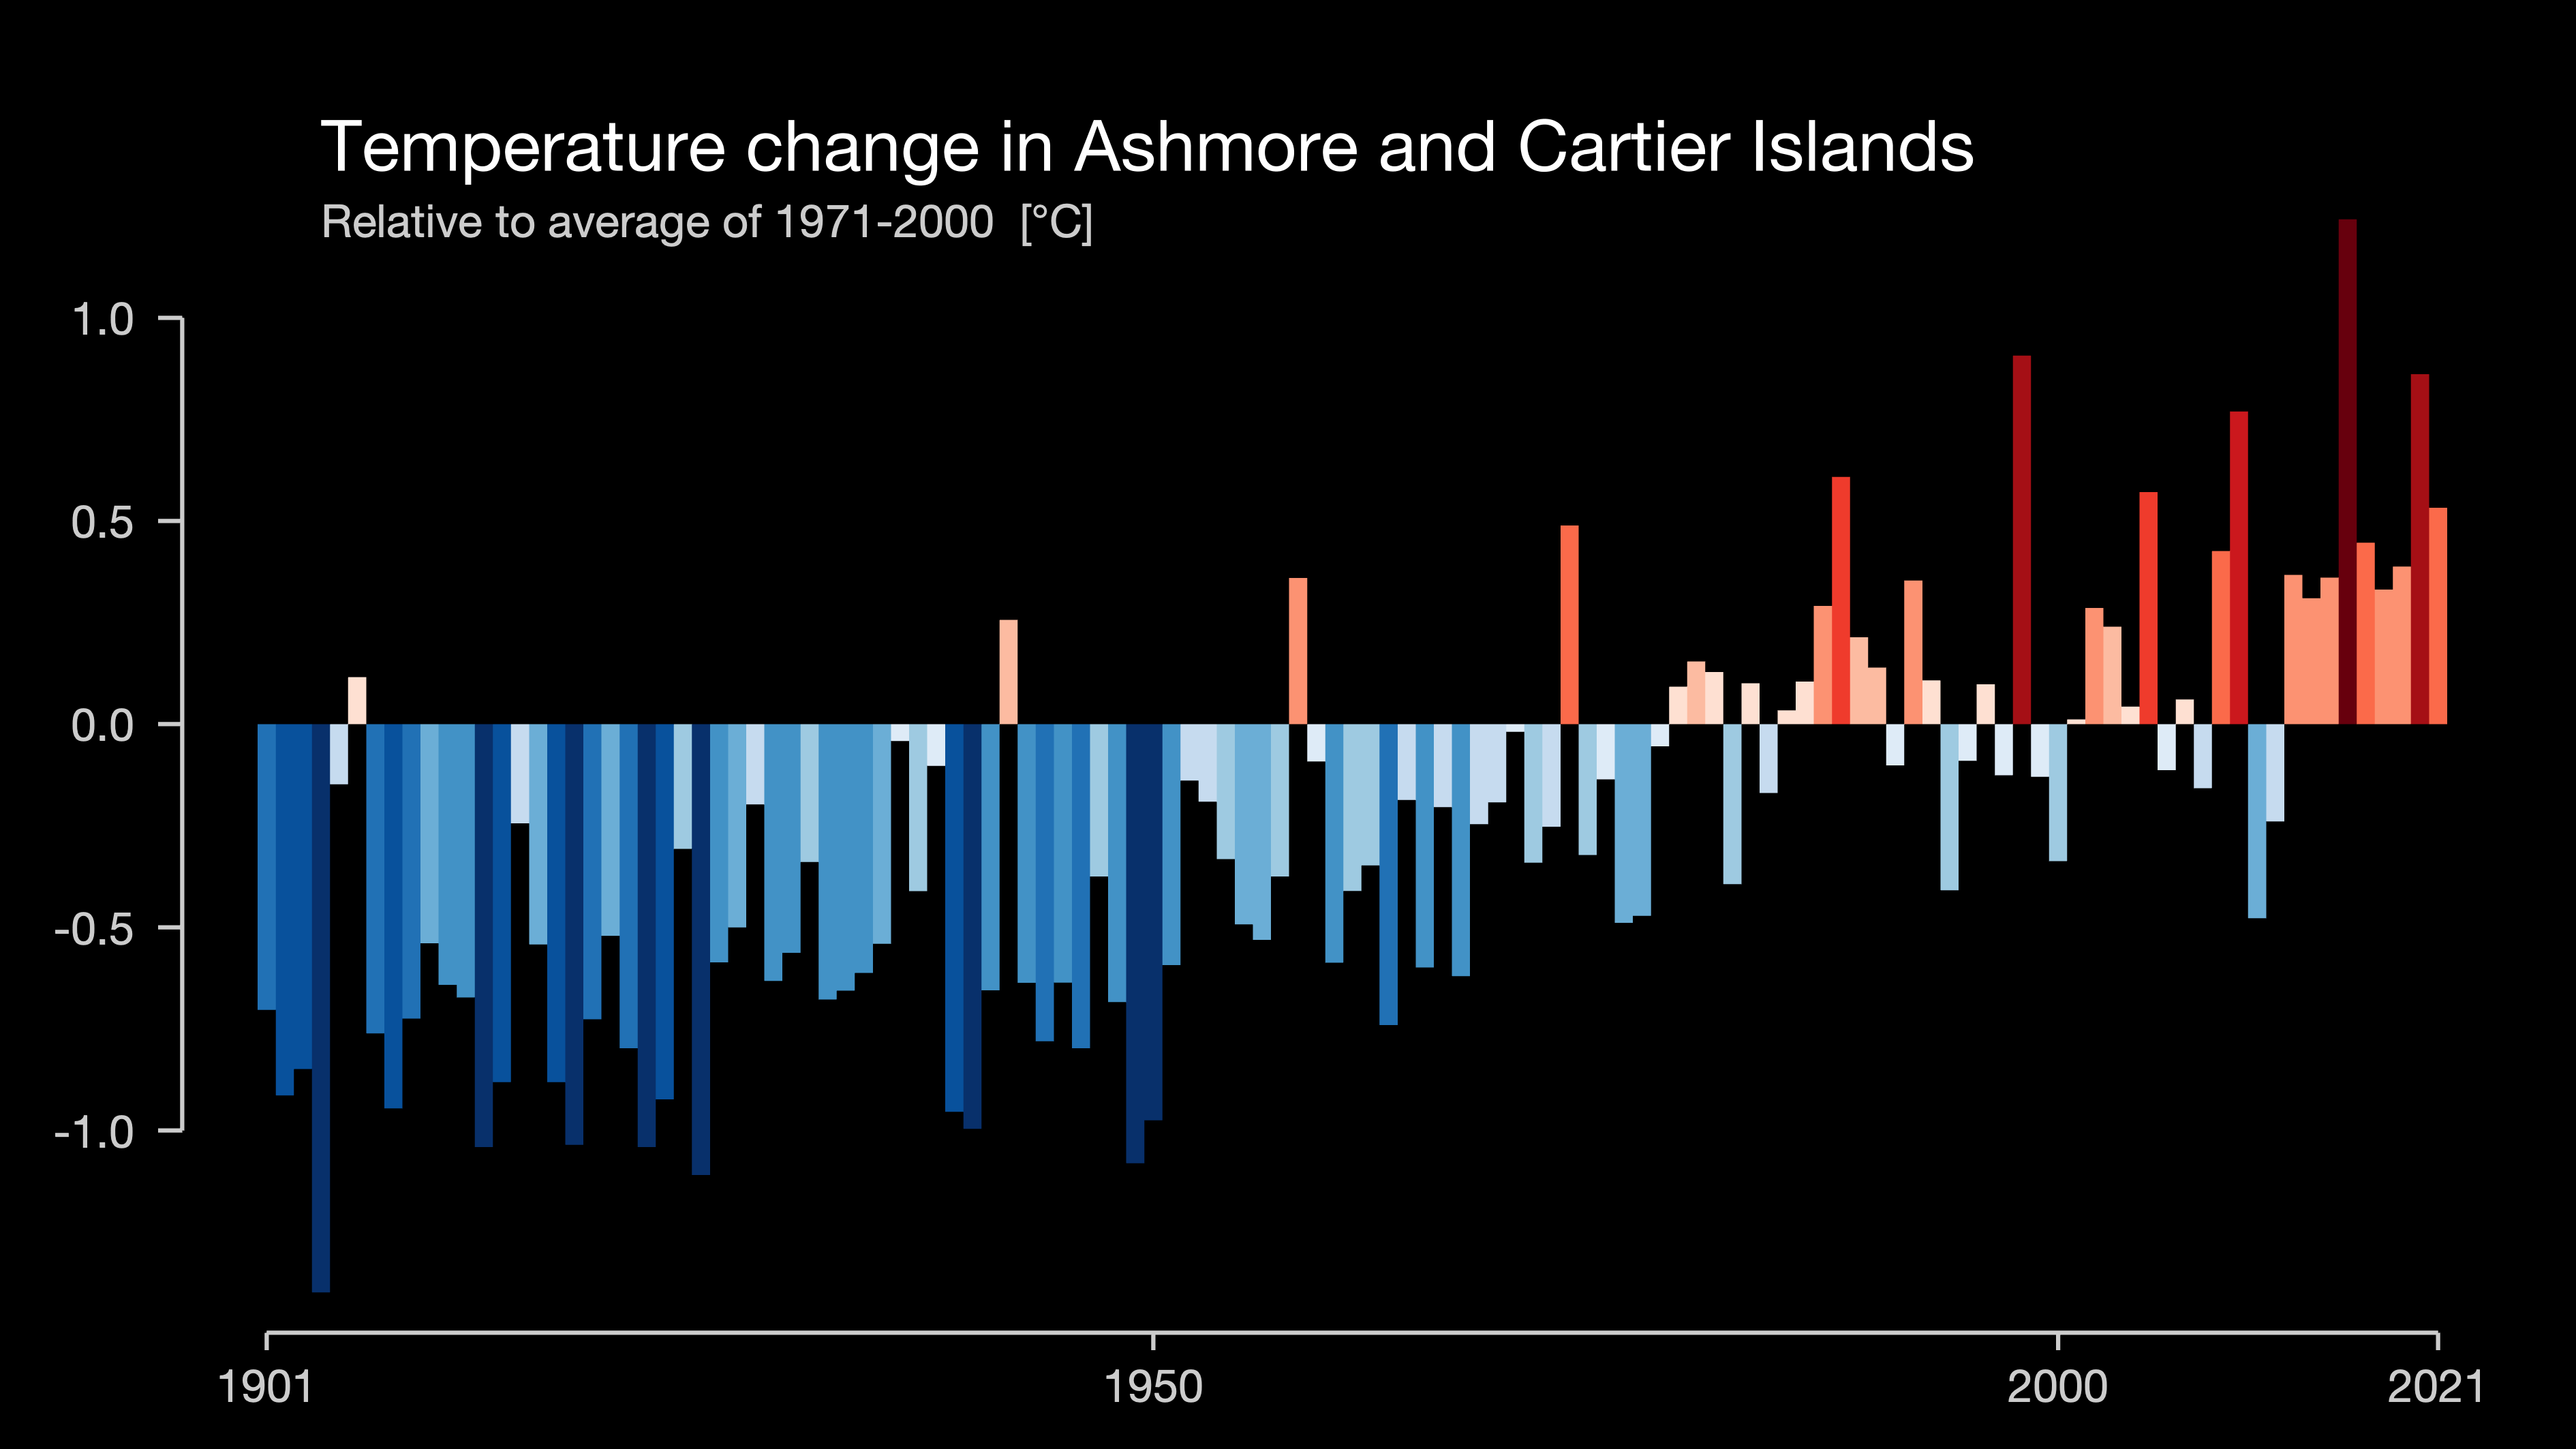 Temperature change in Ashmore and Cartier Islands
Relative to average of 1971-2000 [°C]
1.0
0.5
0.0
-0.5
-1.0
1901 1950 2000 2021